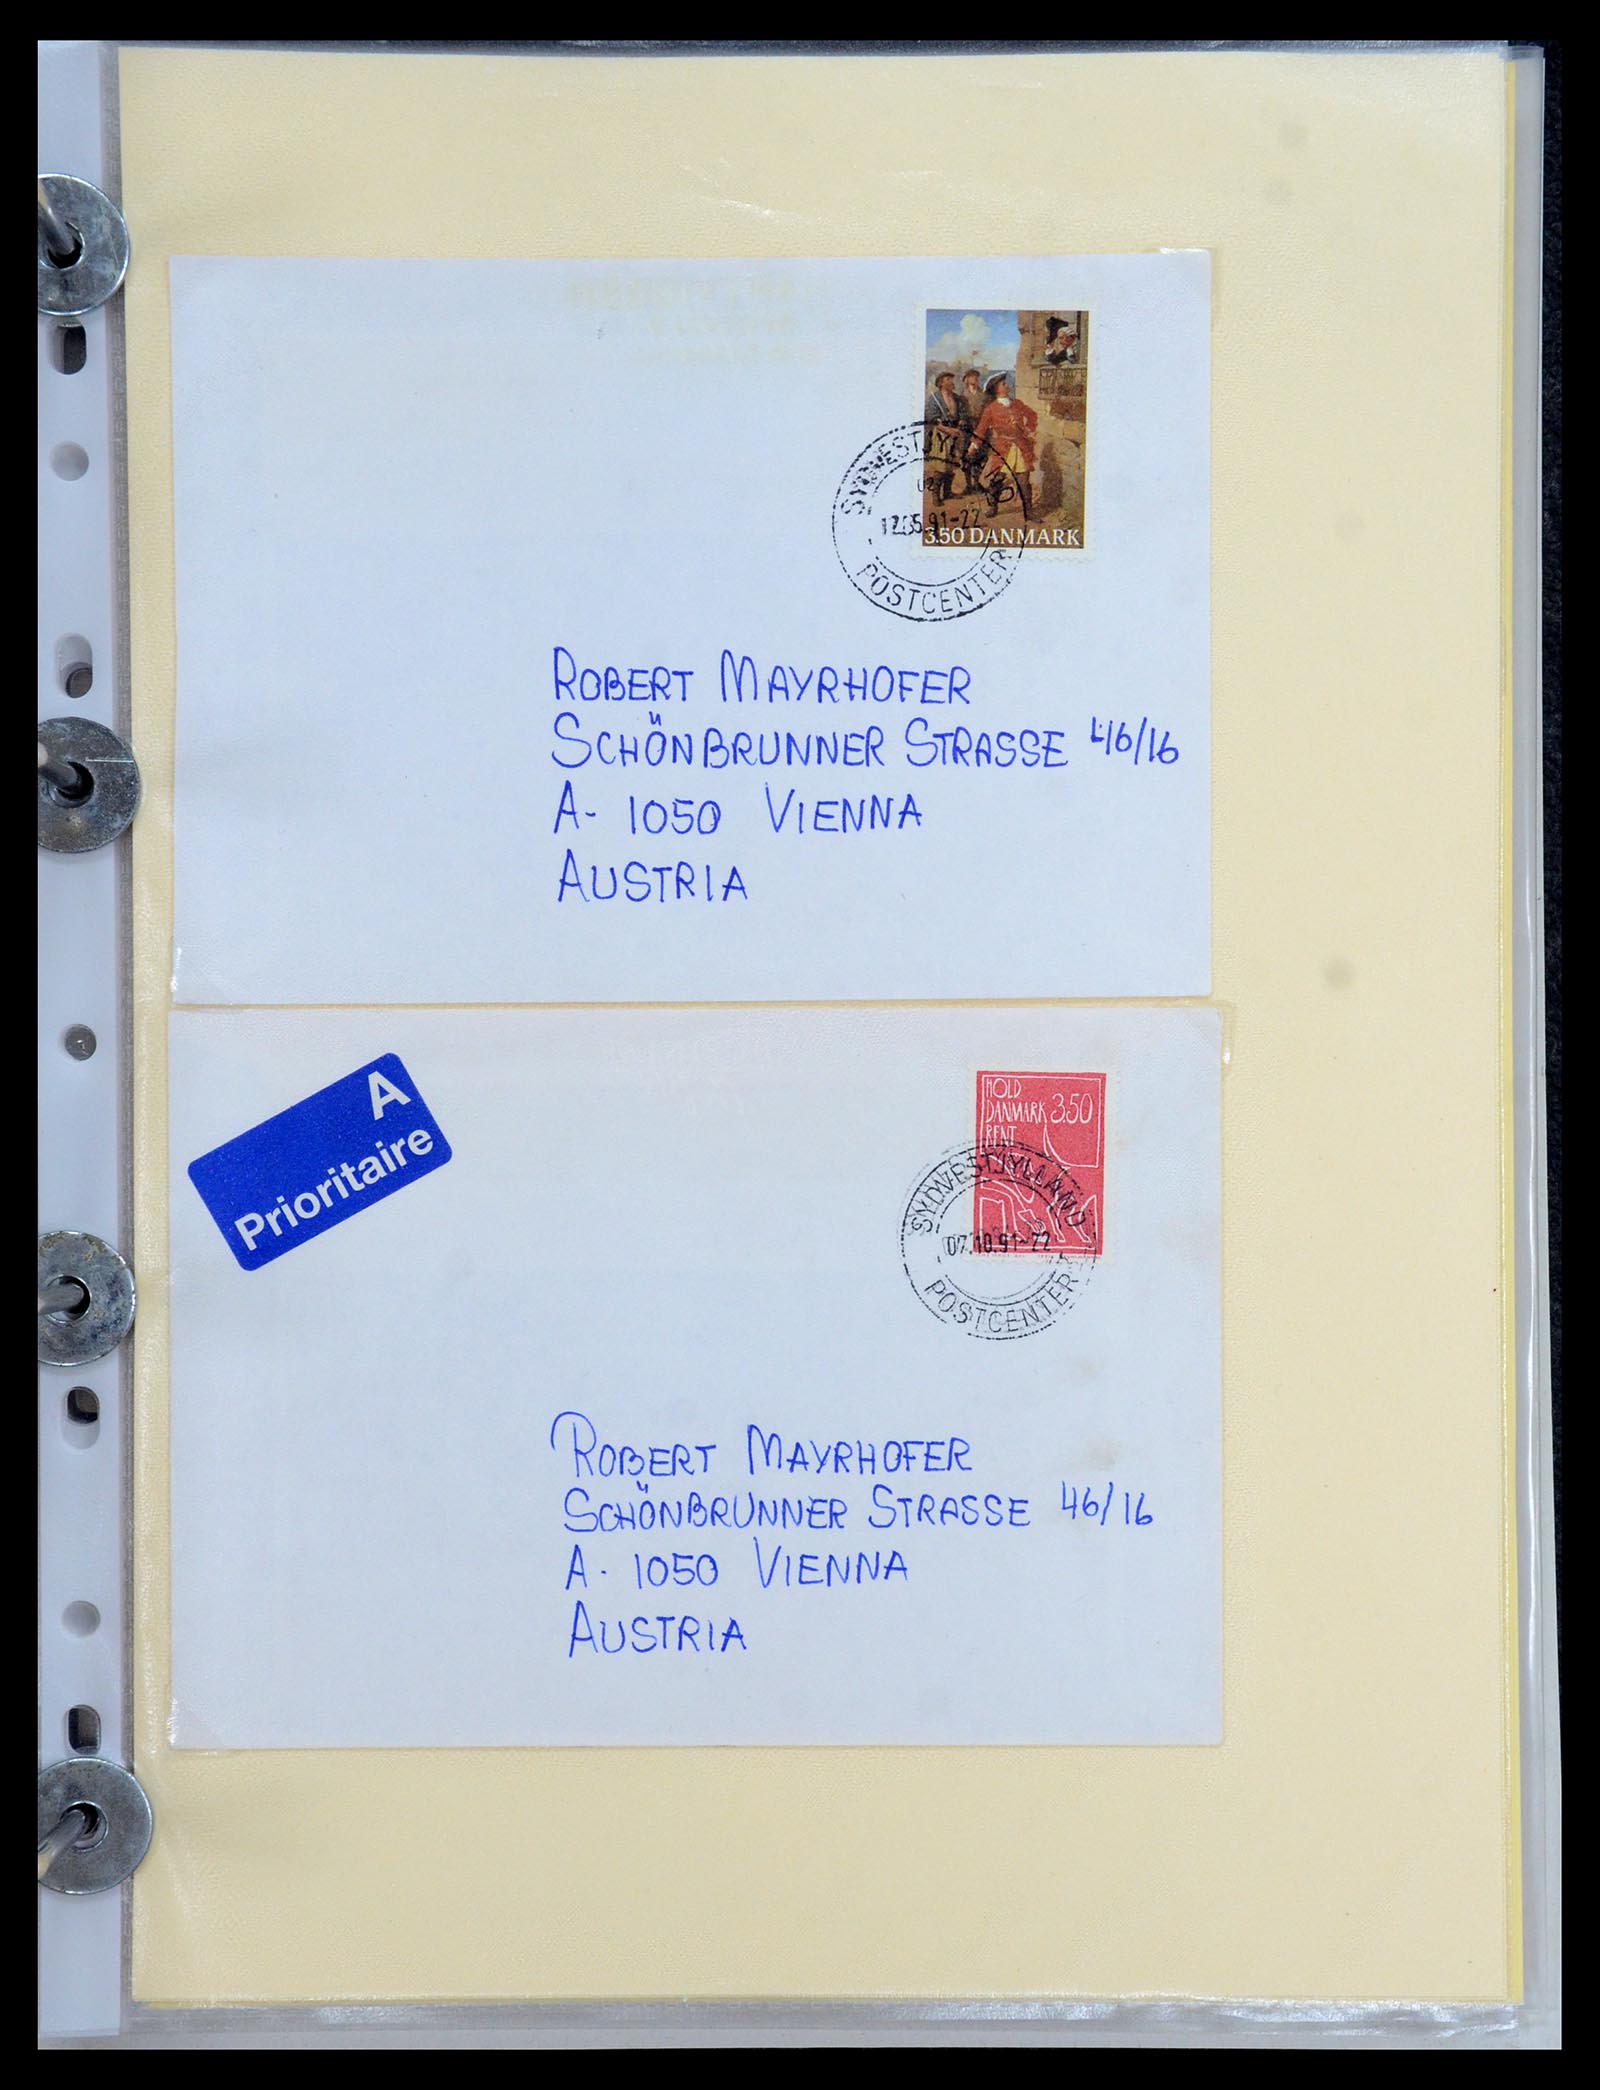 3.50 DANMARK
SYDVESTJYLLAND
17.05.91-22
POSTCENTER
ROBERT MAYRHOFER
SCHÖNBRUNNER STRASSE 46/16
A- 1050 VIENNA
AUSTRIA
A
Prioritaire
HOLD
DANMARK 3.50
RENT
SYDVESTJYLLAND
07.10.91-22
POSTCENTER
ROBERT MAYRHOFER
SCHÖNBRUNNER STRASSE 46/16
A- 1050 VIENNA
AUSTRIA